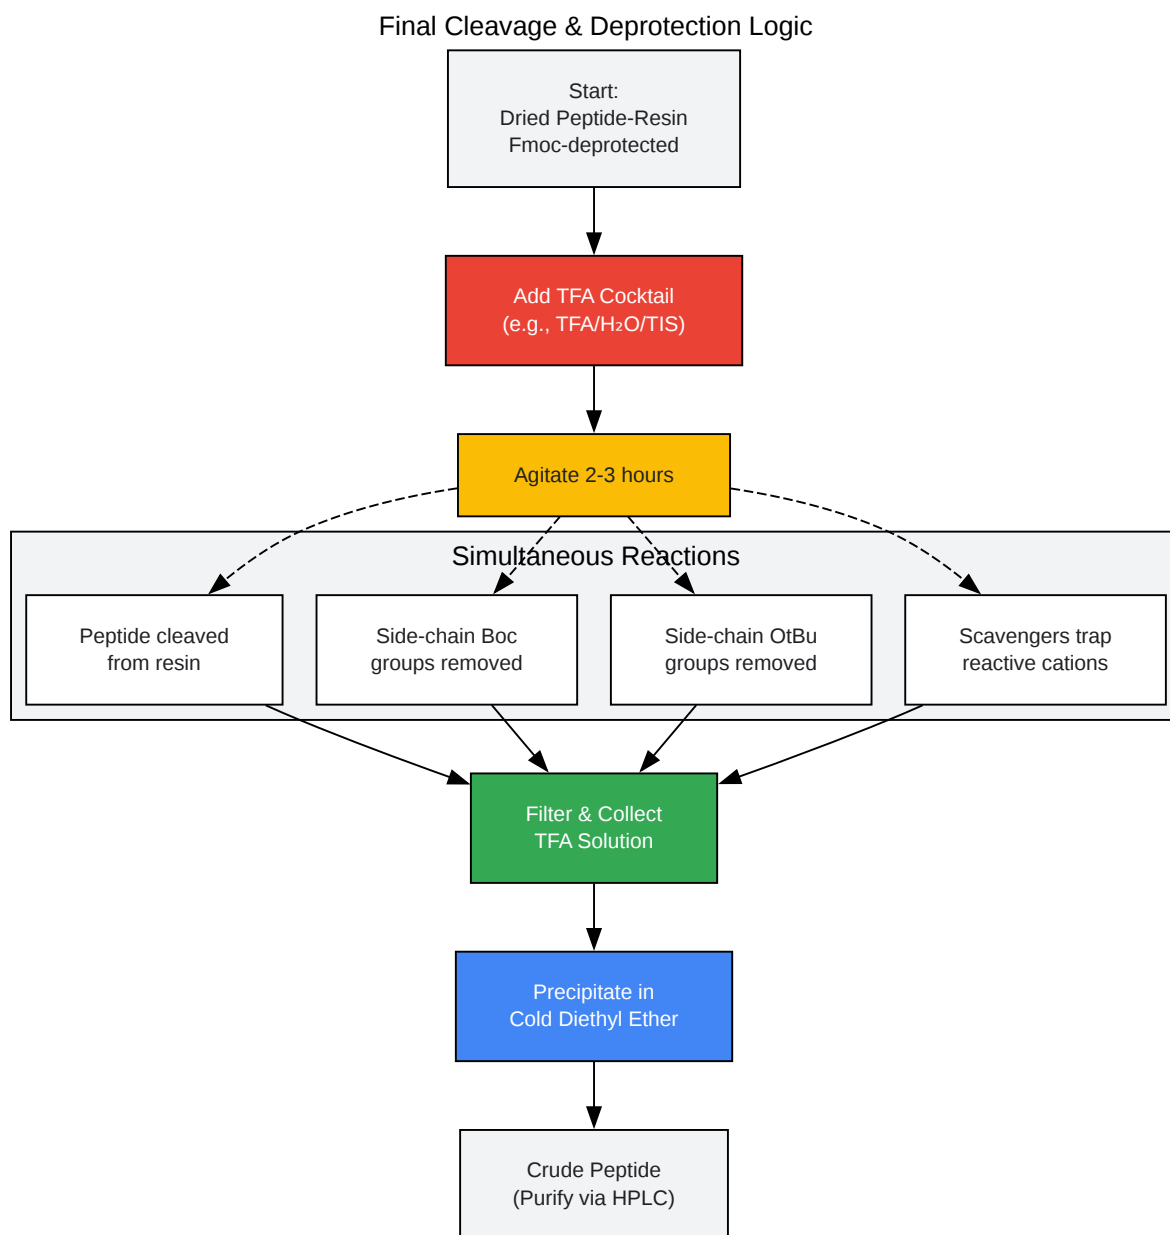 Final Cleavage & Deprotection Logic
Start:
Dried Peptide-Resin
Fmoc-deprotected
Add TFA Cocktail
(e.g., TFA/H₂O/TIS)
Agitate 2-3 hours
Simultaneous Reactions
Peptide cleaved
from resin
Side-chain Boc
groups removed
Side-chain OtBu
groups removed
Scavengers trap
reactive cations
Filter & Collect
TFA Solution
Precipitate in
Cold Diethyl Ether
Crude Peptide
(Purify via HPLC)